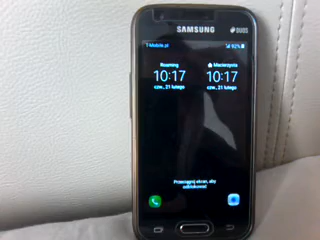 SAMSUNG DUOS
T-Mobile.pl 92%
Roaming Macierzysta
10:17 10:17
czw., 21 lutego czw., 21 lutego
Przeciągnij ekran, aby
odblokować